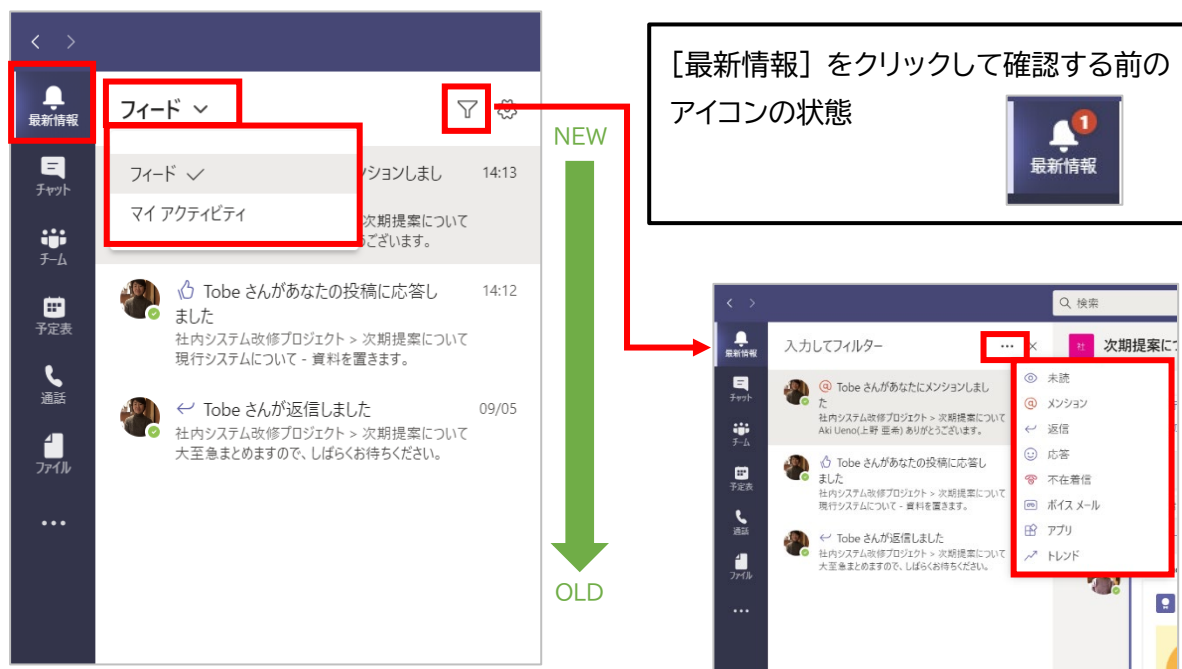 最新情報
フィード
フィード
マイ アクティビティ
ンションしまし 14:13
次期提案について
ございます。
チャット
チーム
Tobe さんがあなたの投稿に応答し 14:12
ました
社内システム改修プロジェクト > 次期提案について
現行システムについて - 資料を置きます。
予定表
通話
Tobe さんが返信しました 09/05
社内システム改修プロジェクト > 次期提案について
大至急まとめますので、しばらくお待ちください。
ファイル
NEW
OLD
[最新情報] をクリックして確認する前の
アイコンの状態
1
最新情報
検索
最新情報
入力してフィルター
社 次期提案に
チャット
チーム
予定表
通話
ファイル
@ Tobe さんがあなたにメンションしまし
た
社内システム改修プロジェクト > 次期提案について
Aki Ueno(上野 亜希) ありがとうございます。
Tobe さんがあなたの投稿に応答し
ました
社内システム改修プロジェクト > 次期提案について
現行システムについて - 資料を置きます。
Tobe さんが返信しました
社内システム改修プロジェクト > 次期提案について
大至急まとめますので、しばらくお待ちください。
未読
@ メンション
返信
応答
不在着信
ボイス メール
アプリ
トレンド